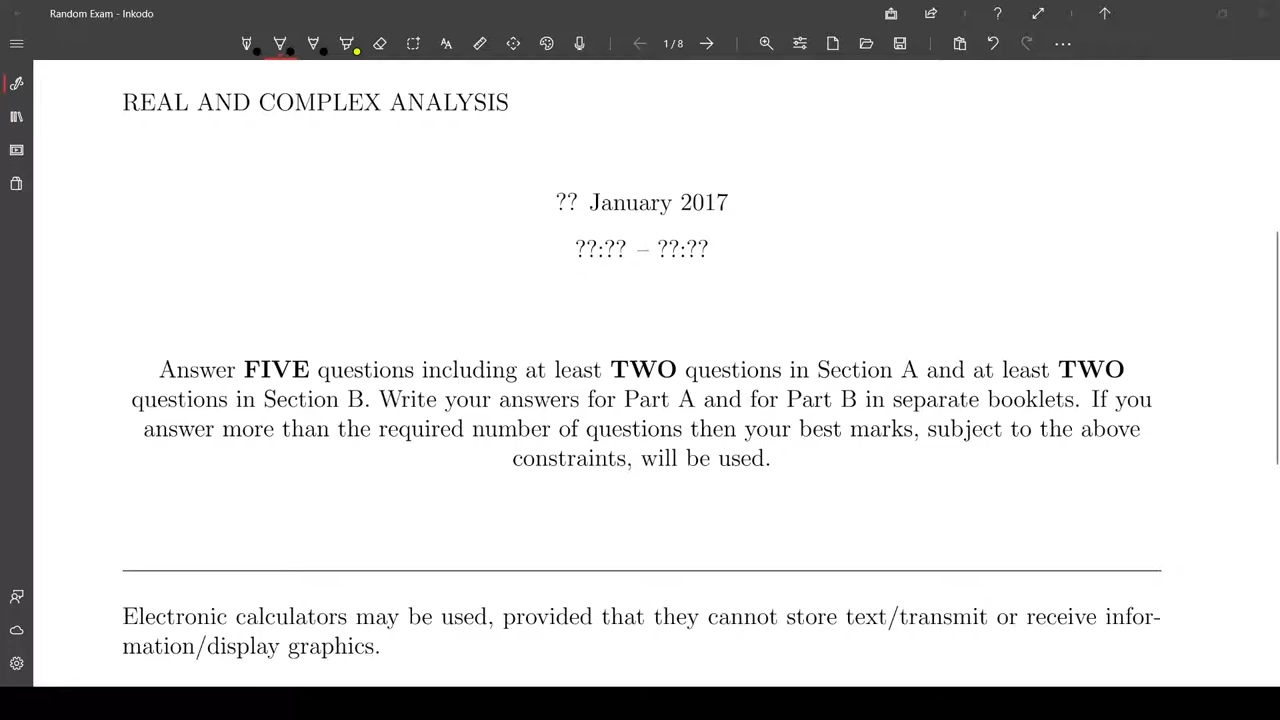 Random Exam - Inkodo
1/8
REAL AND COMPLEX ANALYSIS
?? January 2017
??:?? – ??:??
Answer FIVE questions including at least TWO questions in Section A and at least TWO
questions in Section B. Write your answers for Part A and for Part B in separate booklets. If you
answer more than the required number of questions then your best marks, subject to the above
constraints, will be used.
Electronic calculators may be used, provided that they cannot store text/transmit or receive infor-
mation/display graphics.